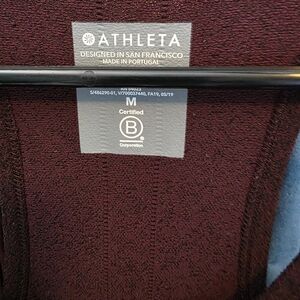 ATHLETA
DESIGNED IN SAN FRANCISCO
MADE IN PORTUGAL
M
Certified
B
Corporation